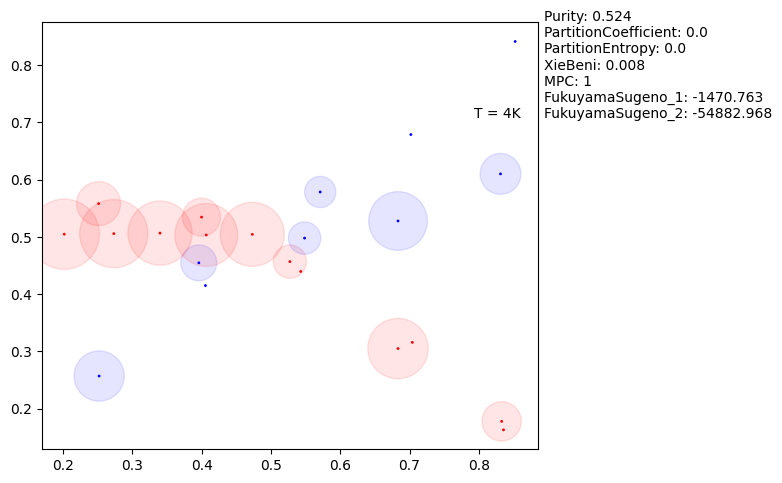 Purity: 0.524
PartitionCoefficient: 0.0
PartitionEntropy: 0.0
XieBeni: 0.008
MPC: 1
FukuyamaSugeno_1: -1470.763
FukuyamaSugeno_2: -54882.968
T = 4K
0.8
0.7
0.6
0.5
0.4
0.3
0.2
0.2 0.3 0.4 0.5 0.6 0.7 0.8